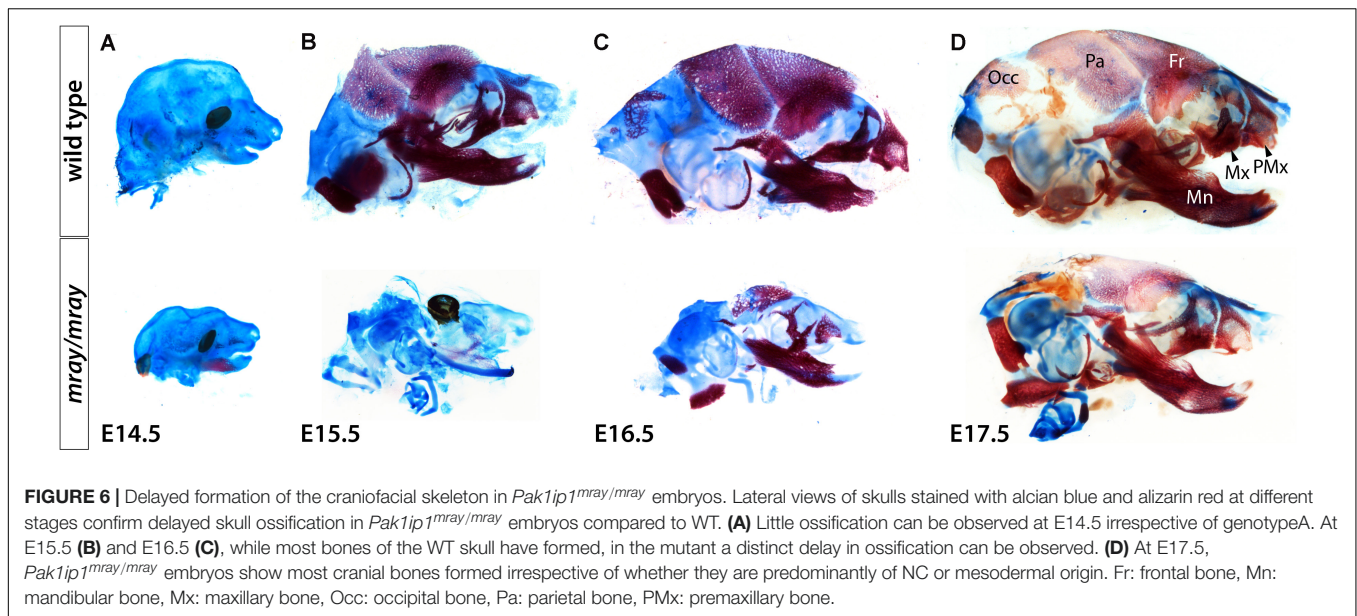 A
B
C
D
wild type
Occ
Pa
Fr
Mx
PMx
Mn
mray/mray
E14.5
E15.5
E16.5
E17.5
FIGURE 6 | Delayed formation of the craniofacial skeleton in Pak1ip1^mray/mray embryos. Lateral views of skulls stained with alcian blue and alizarin red at different
stages confirm delayed skull ossification in Pak1ip1^mray/mray embryos compared to WT. (A) Little ossification can be observed at E14.5 irrespective of genotypeA. At
E15.5 (B) and E16.5 (C), while most bones of the WT skull have formed, in the mutant a distinct delay in ossification can be observed. (D) At E17.5,
Pak1ip1^mray/mray embryos show most cranial bones formed irrespective of whether they are predominantly of NC or mesodermal origin. Fr: frontal bone, Mn:
mandibular bone, Mx: maxillary bone, Occ: occipital bone, Pa: parietal bone, PMx: premaxillary bone.